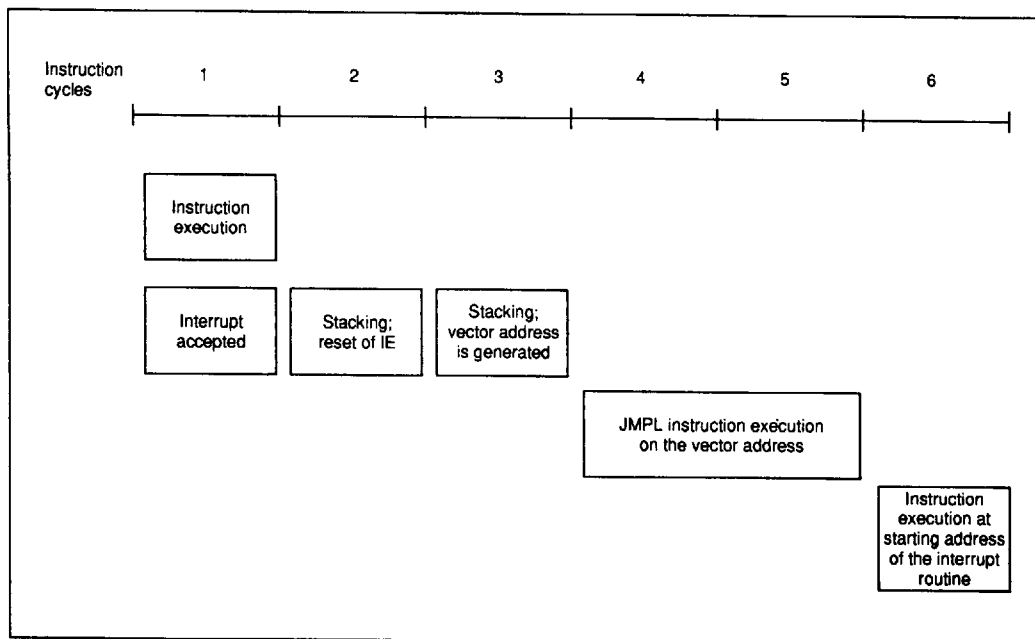 Instruction
cycles
1 2 3 4 5 6
Instruction
execution
Interrupt
accepted
Stacking;
reset of IE
Stacking;
vector address
is generated
JMPL instruction execution
on the vector address
Instruction
execution at
starting address
of the interrupt
routine